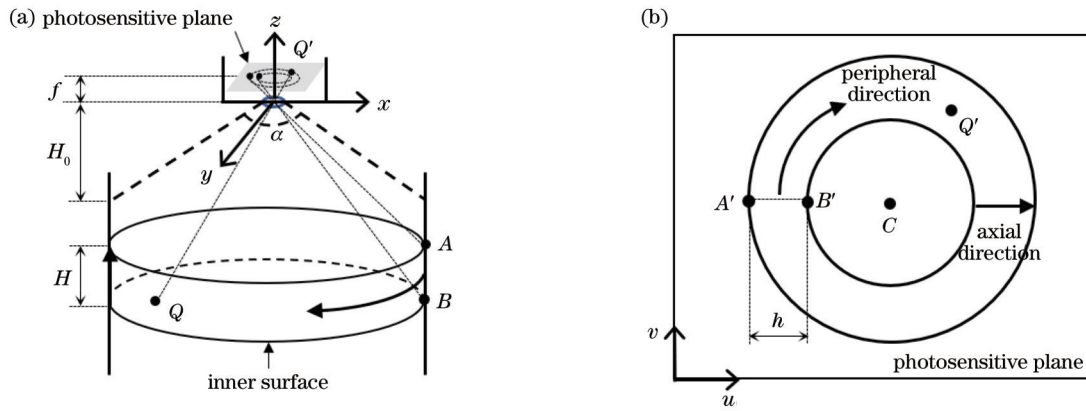 (a)
photosensitive plane
z
Q′
f
x
H₀
α
y
A
H
Q
B
inner surface
(b)
peripheral
direction
Q′
A′
B′
C
axial
direction
h
v
photosensitive plane
u